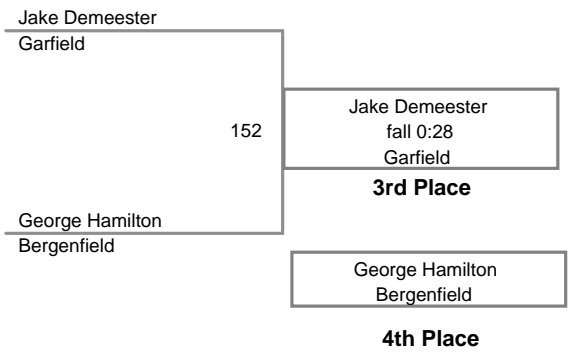 Jake Demeester
Garfield
152
Jake Demeester
fall 0:28
Garfield
3rd Place
George Hamilton
Bergenfield
George Hamilton
Bergenfield
4th Place